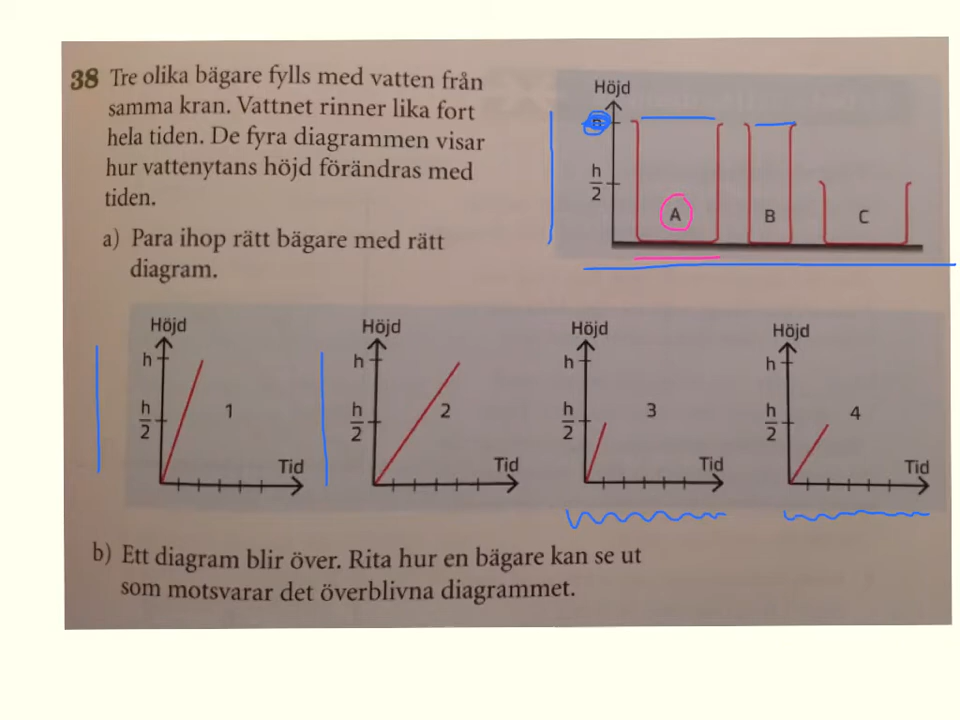 38 Tre olika bägare fylls med vatten från
samma kran. Vattnet rinner lika fort
hela tiden. De fyra diagrammen visar
hur vattenytans höjd förändras med
tiden.
a) Para ihop rätt bägare med rätt
diagram.
Höjd
h
2
A
B
C
Höjd
h
h
2
1
Tid
Höjd
h
h
2
2
Tid
Höjd
h
h
2
3
Tid
Höjd
h
h
2
4
Tid
b) Ett diagram blir över. Rita hur en bägare kan se ut
som motsvarar det överblivna diagrammet.